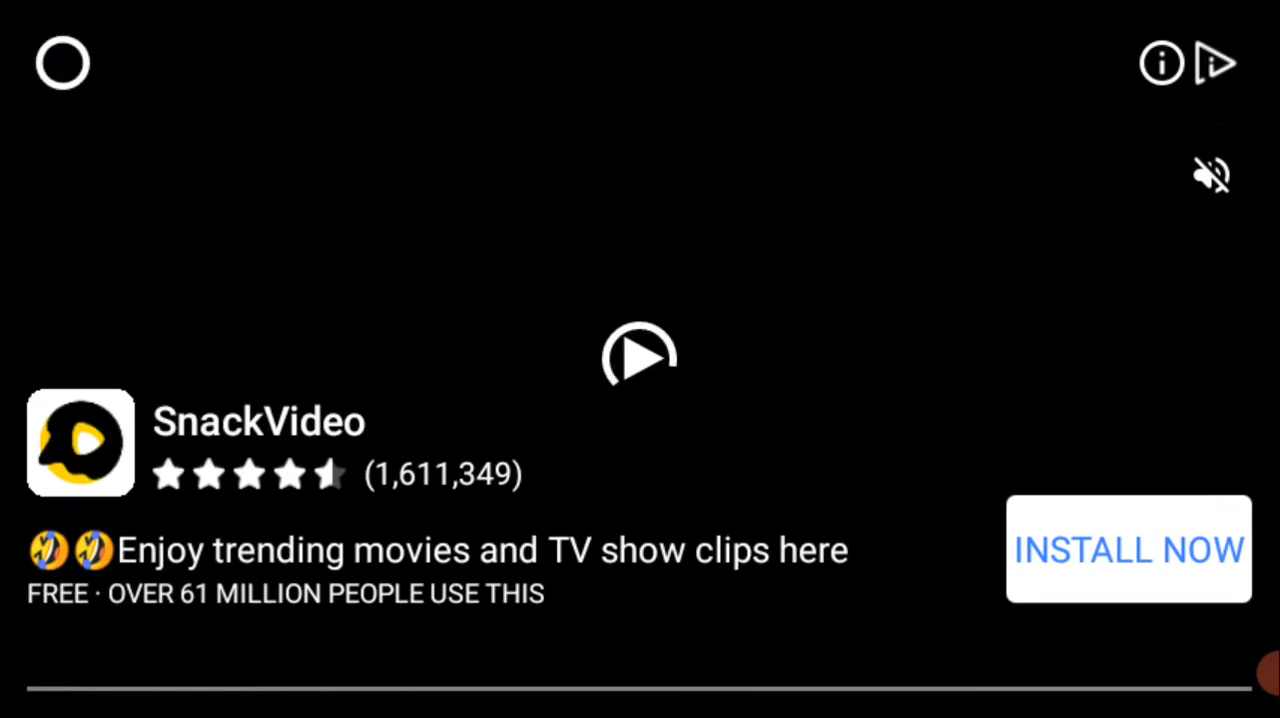 SnackVideo
(1,611,349)
🤣🤣Enjoy trending movies and TV show clips here
INSTALL NOW
FREE · OVER 61 MILLION PEOPLE USE THIS